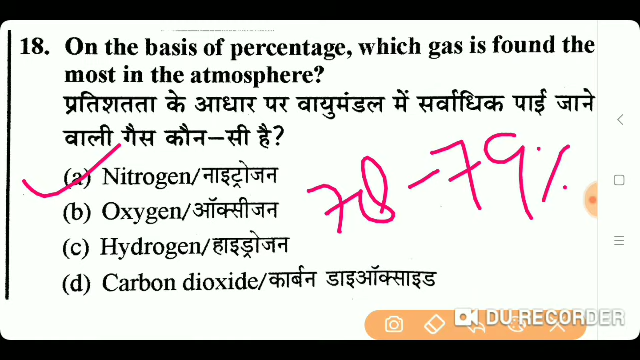 18. On the basis of percentage, which gas is found the
most in the atmosphere?
प्रतिशतता के आधार पर वायुमंडल में सर्वाधिक पाई जाने
वाली गैस कौन-सी है?
(a) Nitrogen/नाइट्रोजन
(b) Oxygen/ऑक्सीजन
(c) Hydrogen/हाइड्रोजन
(d) Carbon dioxide/कार्बन डाइऑक्साइड
78-79%
DU RECORDER